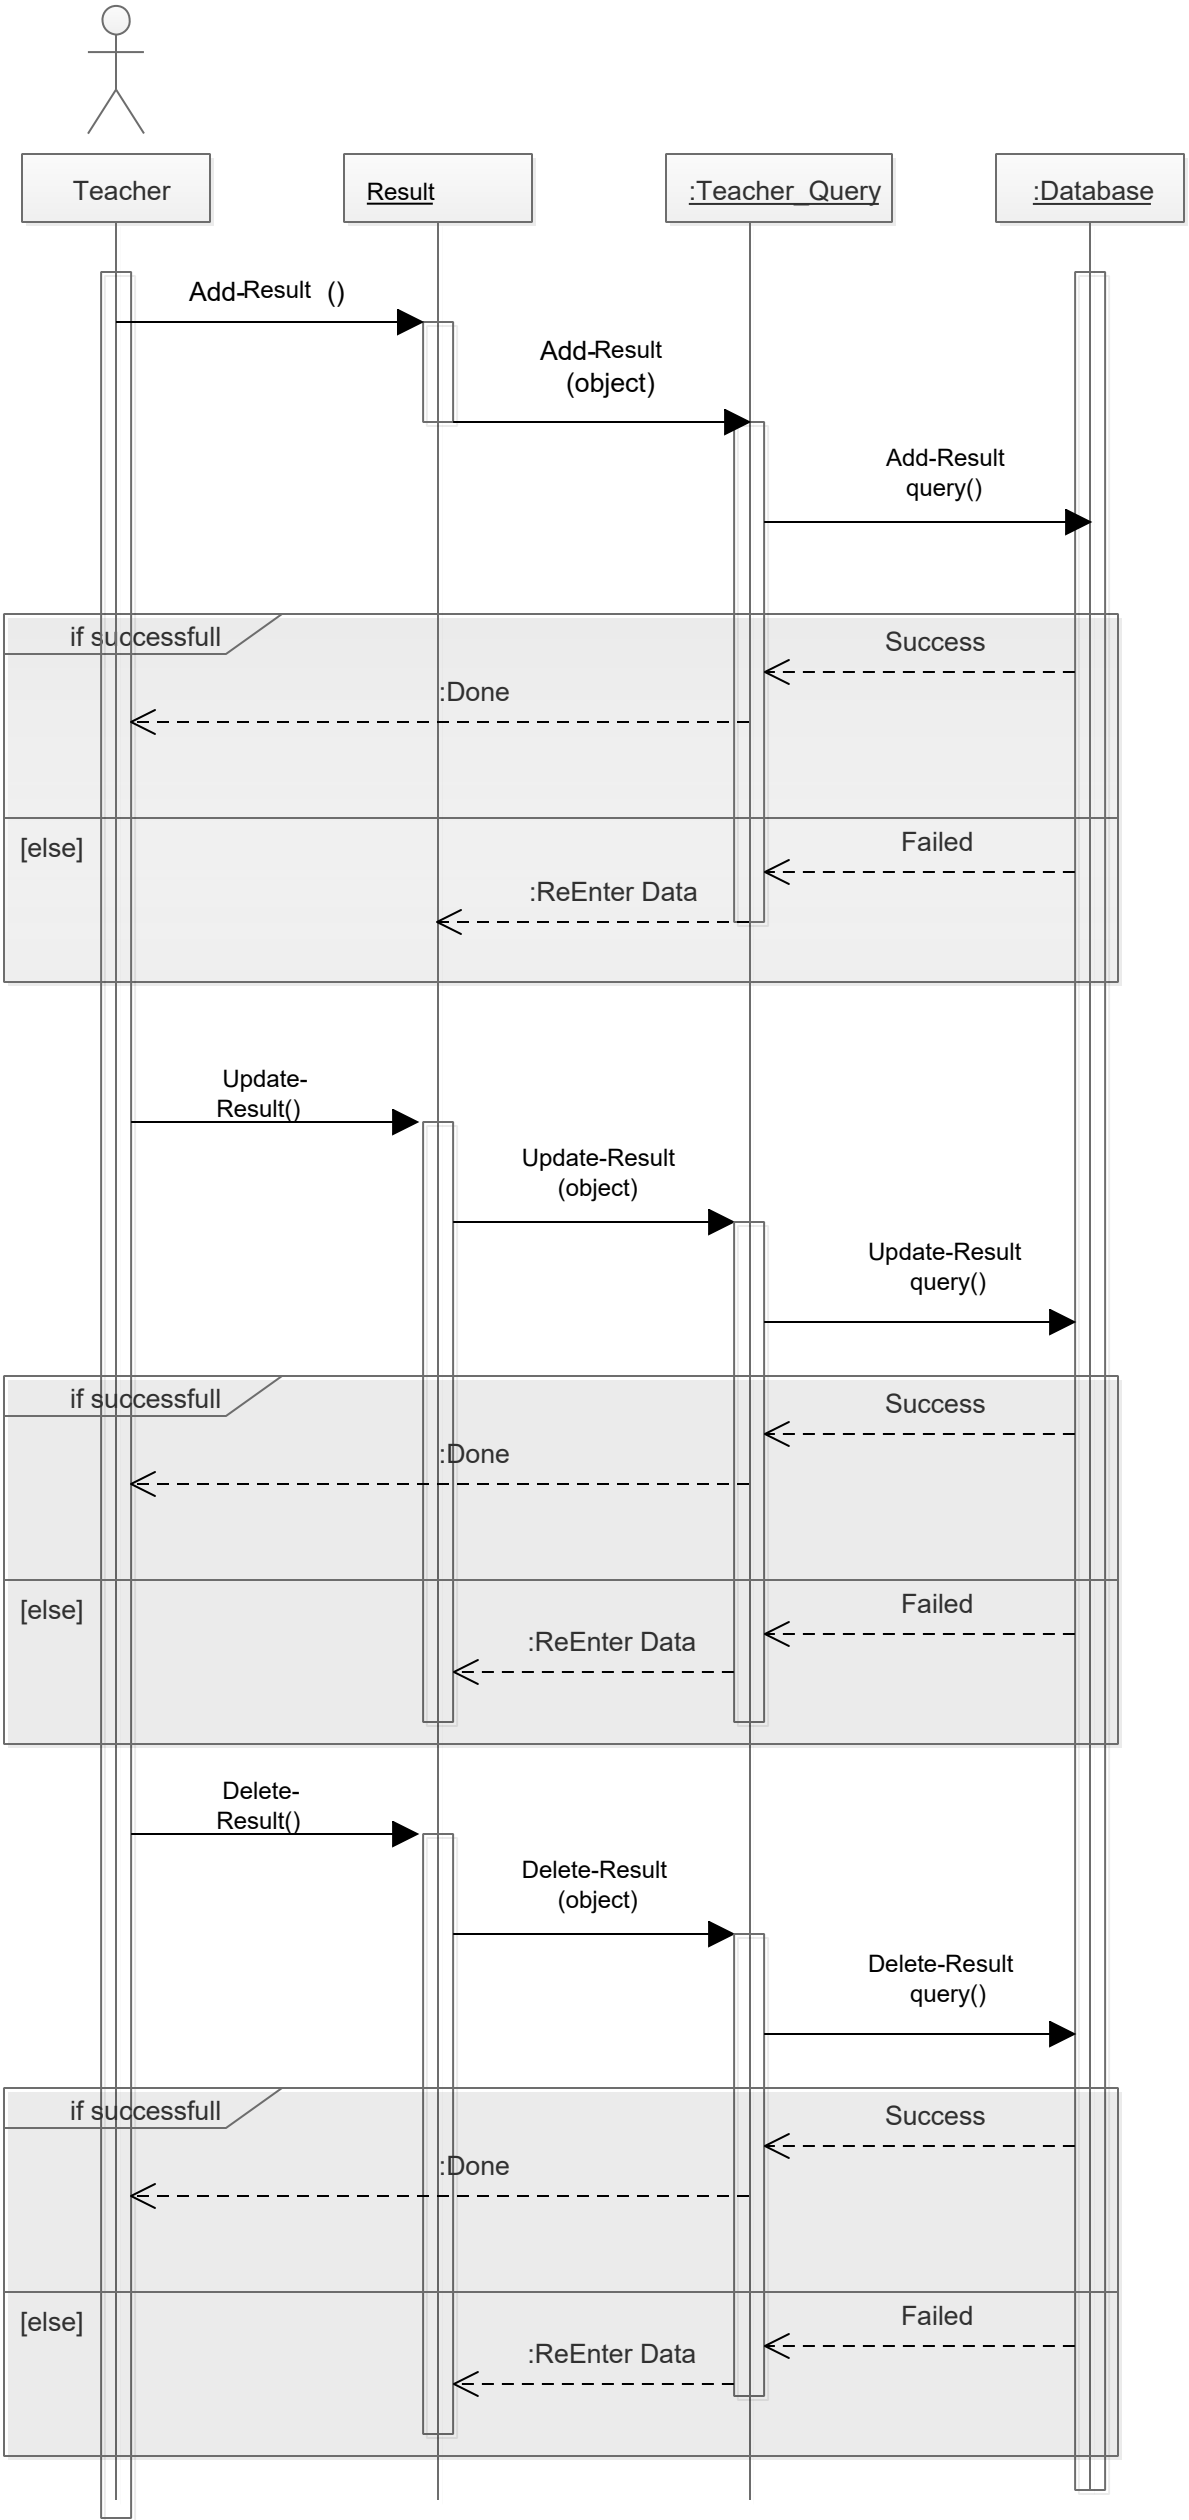 Teacher
Result
:Teacher_Query
:Database
Add-Result ()
Add-Result
(object)
Add-Result
query()
if successfull
Success
:Done
[else]
Failed
:ReEnter Data
Update-
Result()
Update-Result
(object)
Update-Result
query()
if successfull
Success
:Done
[else]
Failed
:ReEnter Data
Delete-
Result()
Delete-Result
(object)
Delete-Result
query()
if successfull
Success
:Done
[else]
Failed
:ReEnter Data